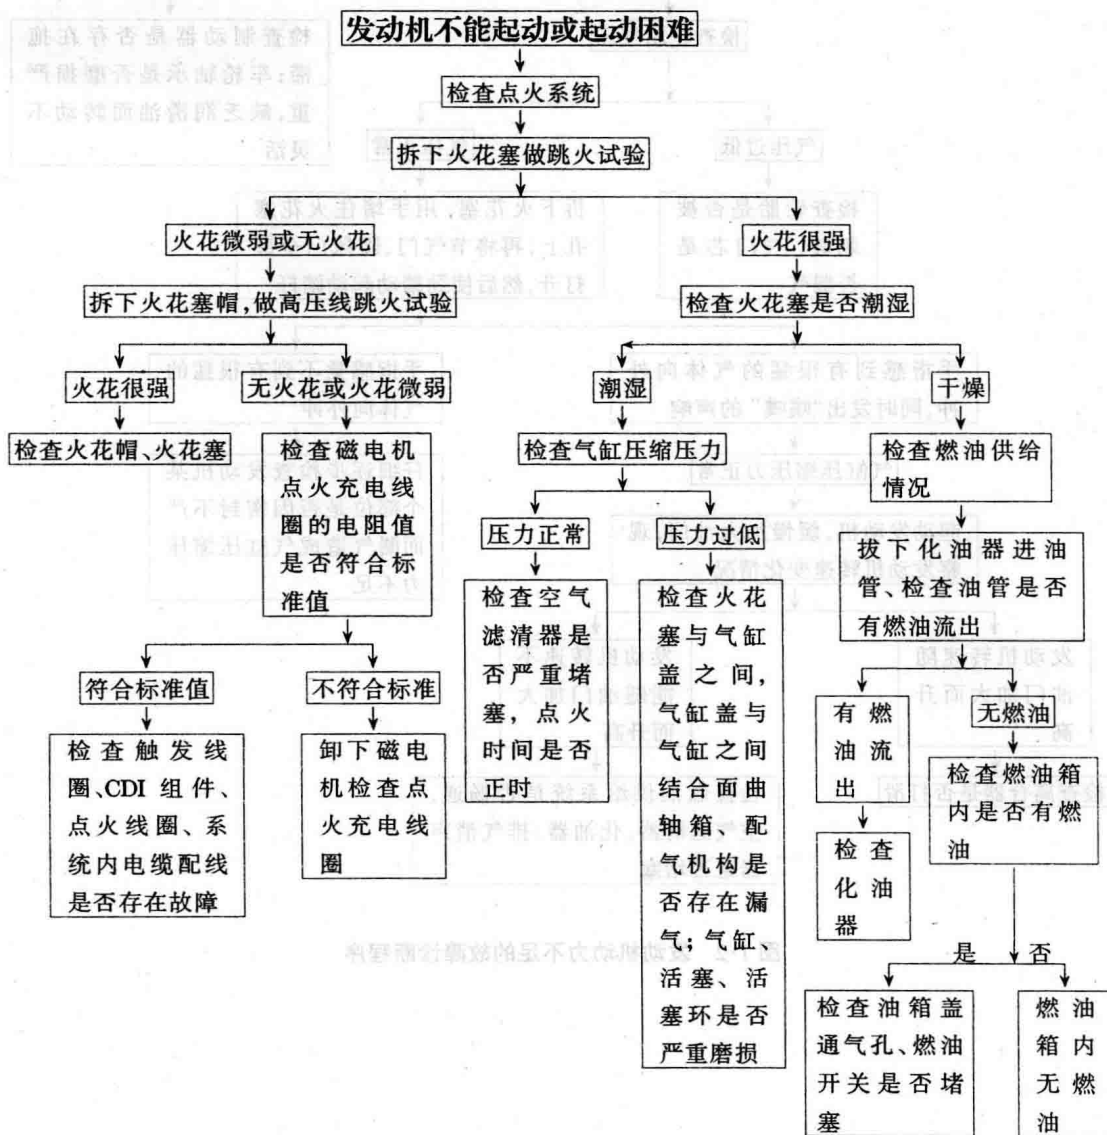 发动机不能起动或起动困难
检查点火系统
拆下火花塞做跳火试验
火花微弱或无火花
火花很强
拆下火花塞帽,做高压线跳火试验
检查火花塞是否潮湿
火花很强
无火花或火花微弱
潮湿
干燥
检查火花帽、火花塞
检查磁电机
点火充电线
圈的电阻值
是否符合标
准值
检查气缸压缩压力
检查燃油供给
情况
压力正常
压力过低
拔下化油器进油
管、检查油管是否
有燃油流出
检查空气
滤清器是
否严重堵
塞，点火
时间是否
正时
检查火花
塞与气缸
盖之间，
气缸盖与
气缸之间
结合面曲
轴箱、配
气机构是
否存在漏
气；气缸、
活塞、活
塞环是否
严重磨损
符合标准值
不符合标准
有燃
油流
出
无燃油
检查触发线
圈、CDI 组件、
点火线圈、系
统内电缆配线
是否存在故障
卸下磁电
机检查点
火充电线
圈
检查燃油箱
内是否有燃
油
检查
化油
器
是
否
检查油箱盖
通气孔、燃油
开关是否堵
塞
燃油
箱内
无燃
油